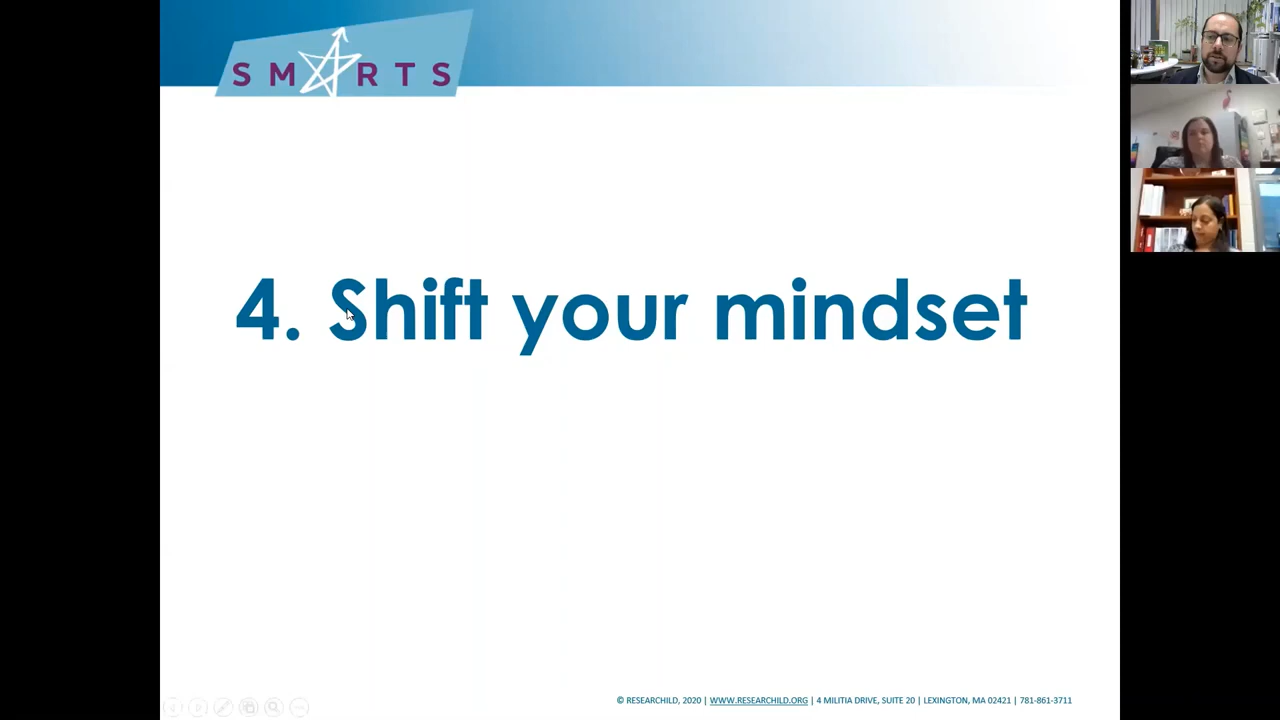 SMARTS
4. Shift your mindset
© RESEARCHILD, 2020 | WWW.RESEARCHILD.ORG | 4 MILITIA DRIVE, SUITE 20 | LEXINGTON, MA 02421 | 781-861-3711